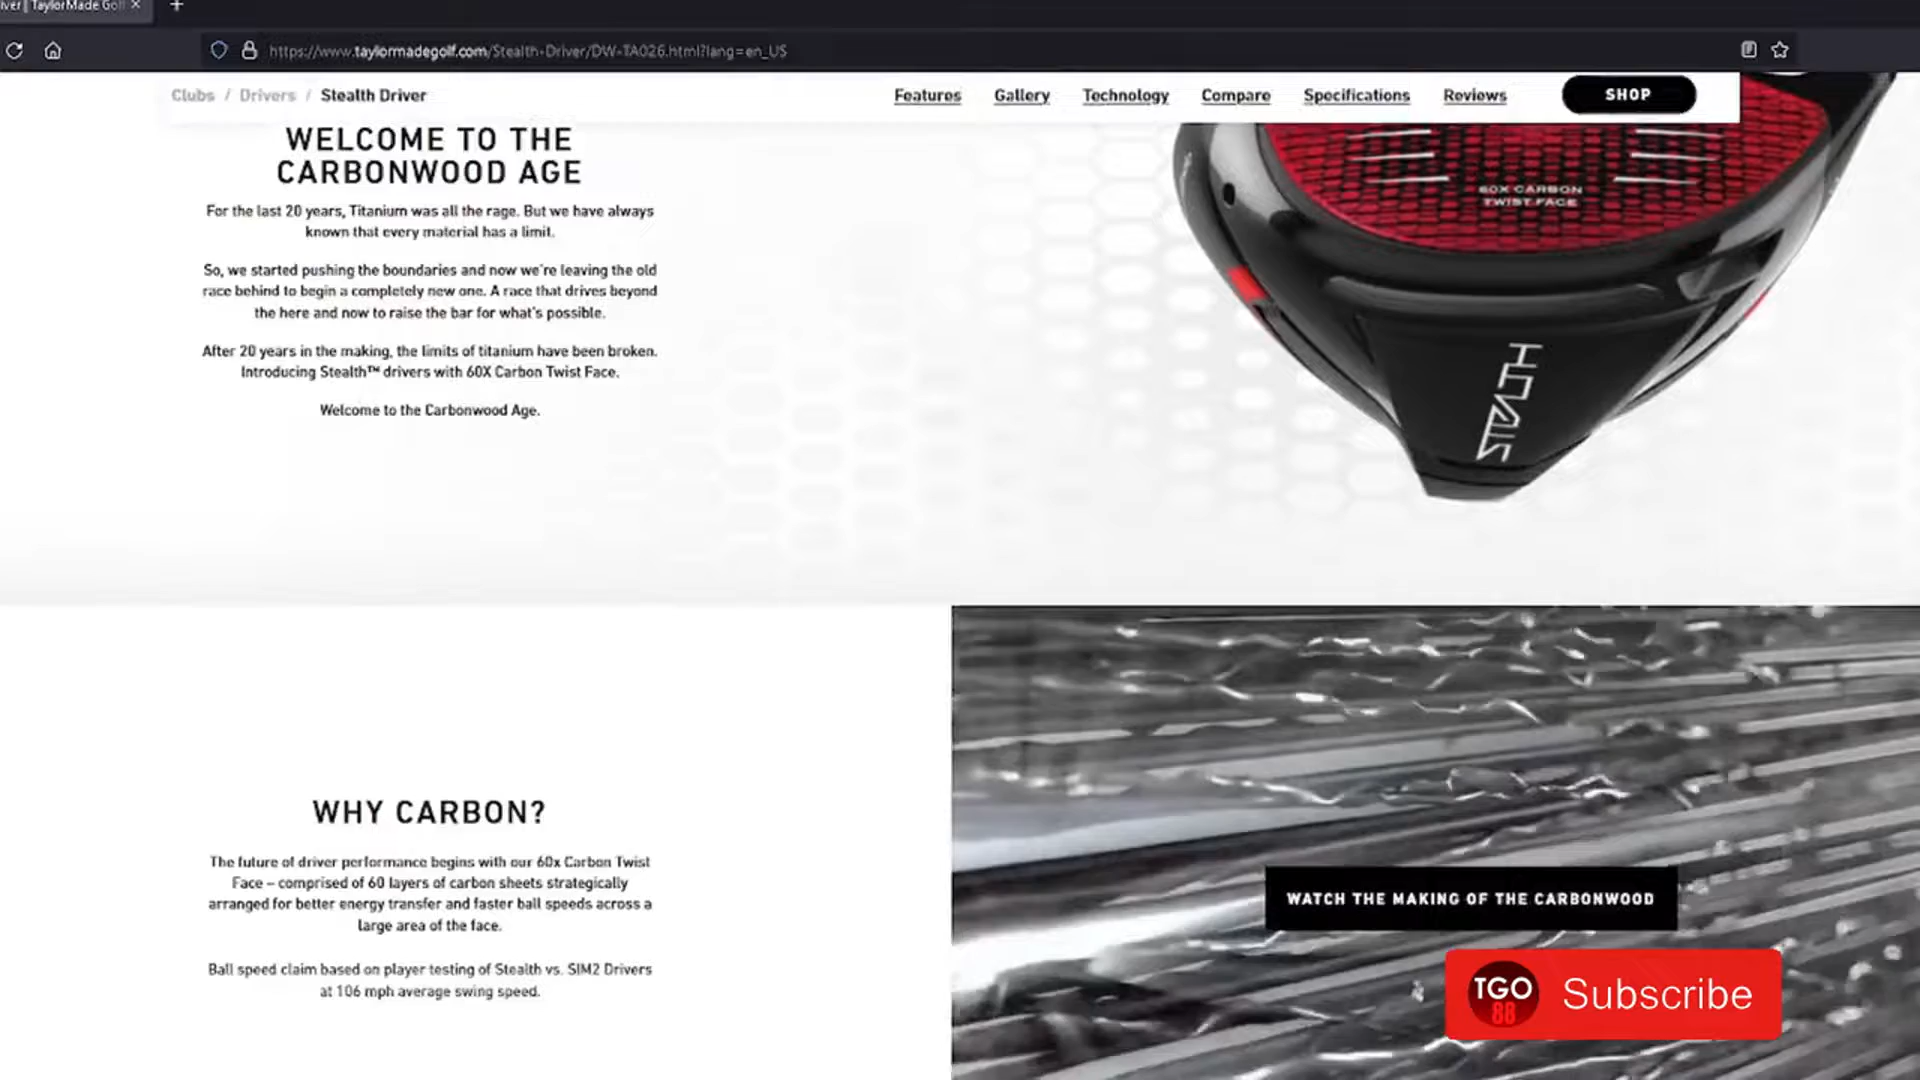 iver | TaylorMade Golf
https://www.taylormadegolf.com/Stealth-Driver/DW-TA026.html?lang=en_US
Clubs / Drivers / Stealth Driver
Features Gallery Technology Compare Specifications Reviews SHOP
WELCOME TO THE
CARBONWOOD AGE
For the last 20 years, Titanium was all the rage. But we have always
known that every material has a limit.
So, we started pushing the boundaries and now we're leaving the old
race behind to begin a completely new one. A race that drives beyond
the here and now to raise the bar for what's possible.
After 20 years in the making, the limits of titanium have been broken.
Introducing Stealth™ drivers with 60X Carbon Twist Face.
Welcome to the Carbonwood Age.
60X CARBON
TWIST FACE
STEALTH
WHY CARBON?
The future of driver performance begins with our 60x Carbon Twist
Face – comprised of 60 layers of carbon sheets strategically
arranged for better energy transfer and faster ball speeds across a
large area of the face.
Ball speed claim based on player testing of Stealth vs. SIM2 Drivers
at 106 mph average swing speed.
WATCH THE MAKING OF THE CARBONWOOD
TGO
88
Subscribe